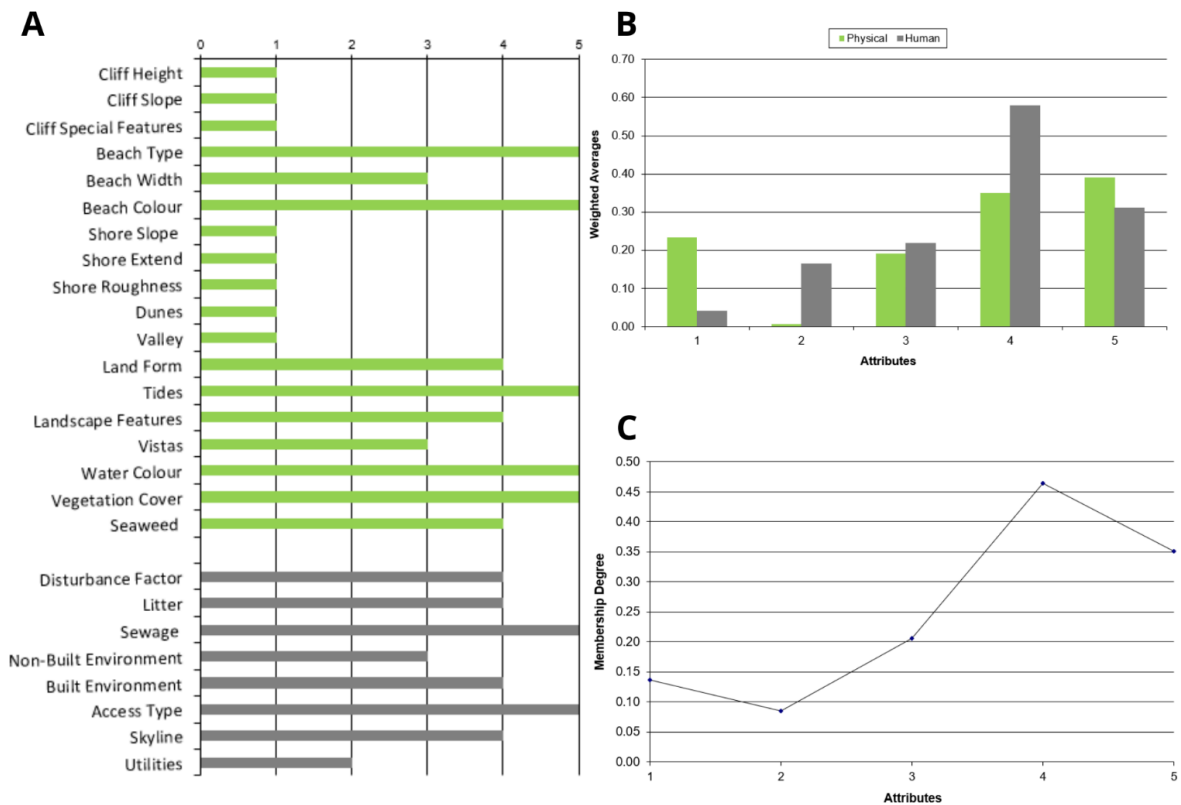 A
0 1 2 3 4 5
Cliff Height
Cliff Slope
Cliff Special Features
Beach Type
Beach Width
Beach Colour
Shore Slope
Shore Extend
Shore Roughness
Dunes
Valley
Land Form
Tides
Landscape Features
Vistas
Water Colour
Vegetation Cover
Seaweed
Disturbance Factor
Litter
Sewage
Non-Built Environment
Built Environment
Access Type
Skyline
Utilities
B
Physical Human
0.70
0.60
0.50
0.40
0.30
0.20
0.10
0.00
Weighted Averages
1 2 3 4 5
Attributes
C
0.50
0.45
0.40
0.35
0.30
0.25
0.20
0.15
0.10
0.05
0.00
Membership Degree
1 2 3 4 5
Attributes